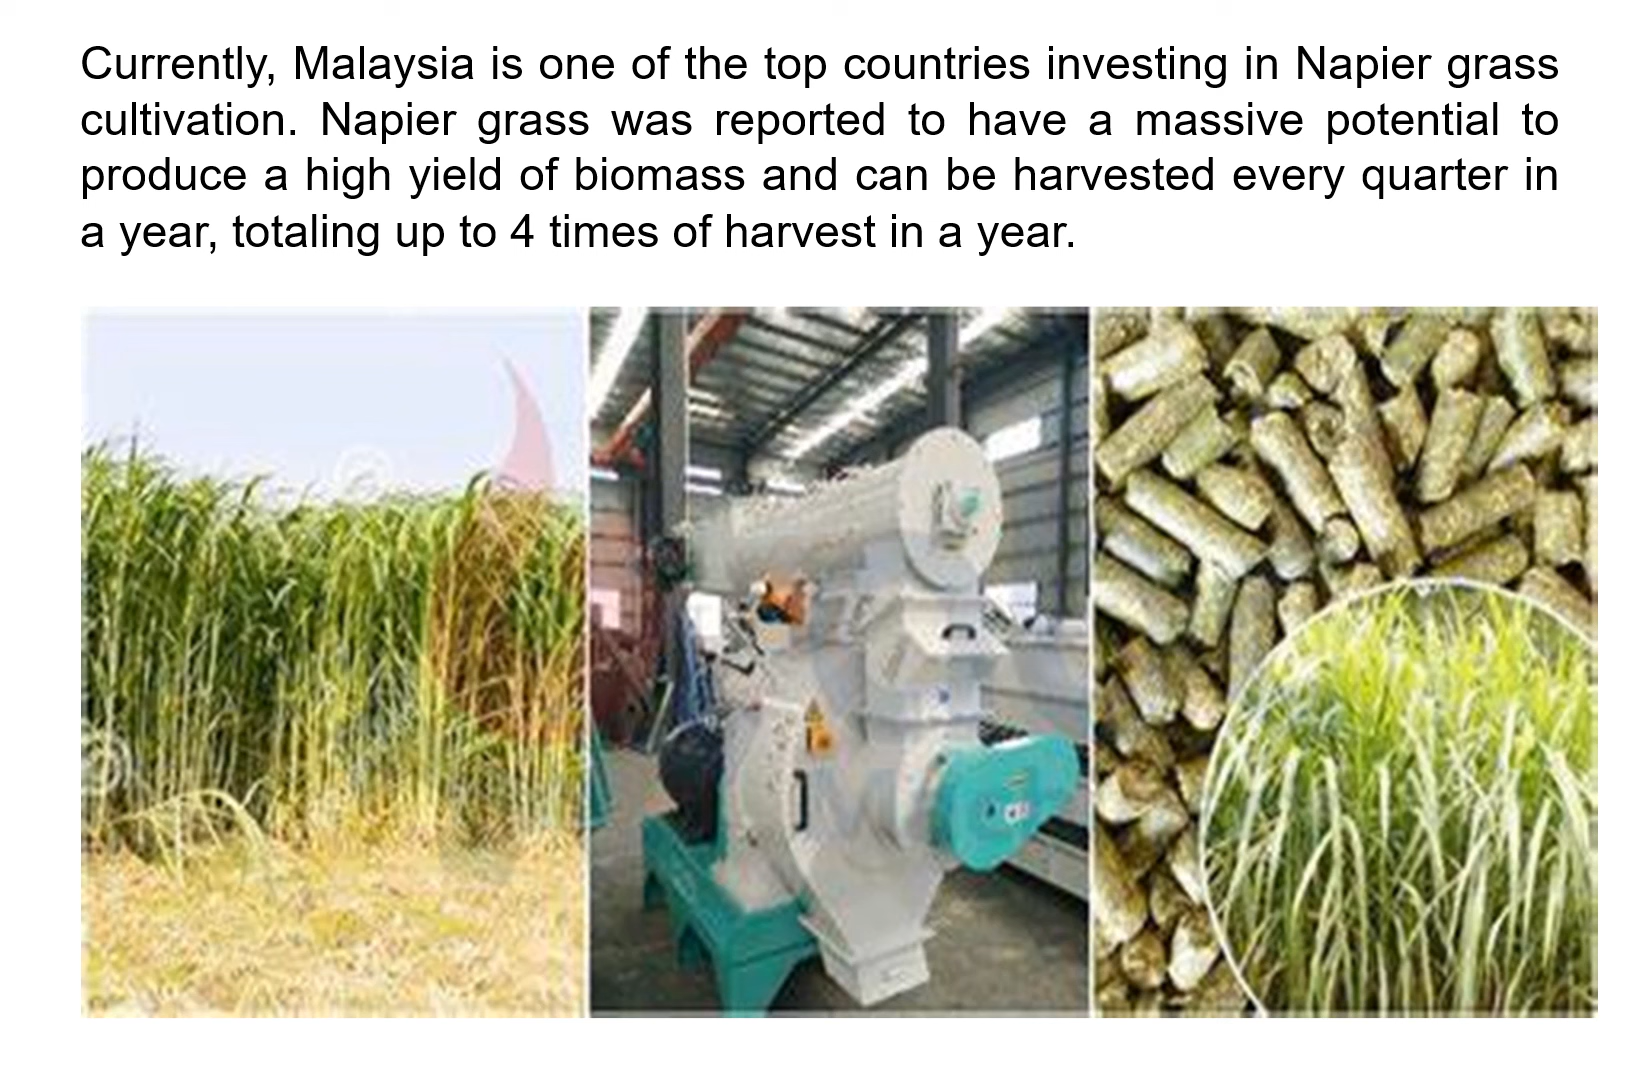 Currently, Malaysia is one of the top countries investing in Napier grass
cultivation. Napier grass was reported to have a massive potential to
produce a high yield of biomass and can be harvested every quarter in
a year, totaling up to 4 times of harvest in a year.